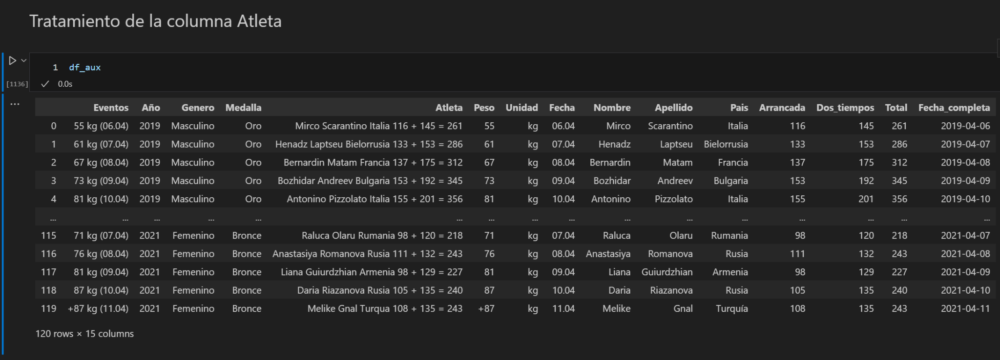 Tratamiento de la columna Atleta
1 df_aux
[1136] 0.0s
... Eventos Año Genero Medalla Atleta Peso Unidad Fecha Nombre Apellido Pais Arrancada Dos_tiempos Total Fecha_completa
0 55 kg (06.04) 2019 Masculino Oro Mirco Scarantino Italia 116 + 145 = 261 55 kg 06.04 Mirco Scarantino Italia 116 145 261 2019-04-06
1 61 kg (07.04) 2019 Masculino Oro Henadz Laptseu Bielorrusia 133 + 153 = 286 61 kg 07.04 Henadz Laptseu Bielorrusia 133 153 286 2019-04-07
2 67 kg (08.04) 2019 Masculino Oro Bernardin Matam Francia 137 + 175 = 312 67 kg 08.04 Bernardin Matam Francia 137 175 312 2019-04-08
3 73 kg (09.04) 2019 Masculino Oro Bozhidar Andreev Bulgaria 153 + 192 = 345 73 kg 09.04 Bozhidar Andreev Bulgaria 153 192 345 2019-04-09
4 81 kg (10.04) 2019 Masculino Oro Antonino Pizzolato Italia 155 + 201 = 356 81 kg 10.04 Antonino Pizzolato Italia 155 201 356 2019-04-10
... ... ... ... ... ... ... ... ... ... ... ... ... ... ... ...
115 71 kg (07.04) 2021 Femenino Bronce Raluca Olaru Rumania 98 + 120 = 218 71 kg 07.04 Raluca Olaru Rumania 98 120 218 2021-04-07
116 76 kg (08.04) 2021 Femenino Bronce Anastasiya Romanova Rusia 111 + 132 = 243 76 kg 08.04 Anastasiya Romanova Rusia 111 132 243 2021-04-08
117 81 kg (09.04) 2021 Femenino Bronce Liana Guiurdzhian Armenia 98 + 129 = 227 81 kg 09.04 Liana Guiurdzhian Armenia 98 129 227 2021-04-09
118 87 kg (10.04) 2021 Femenino Bronce Daria Riazanova Rusia 105 + 135 = 240 87 kg 10.04 Daria Riazanova Rusia 105 135 240 2021-04-10
119 +87 kg (11.04) 2021 Femenino Bronce Melike Gnal Turqua 108 + 135 = 243 +87 kg 11.04 Melike Gnal Turquía 108 135 243 2021-04-11
120 rows × 15 columns